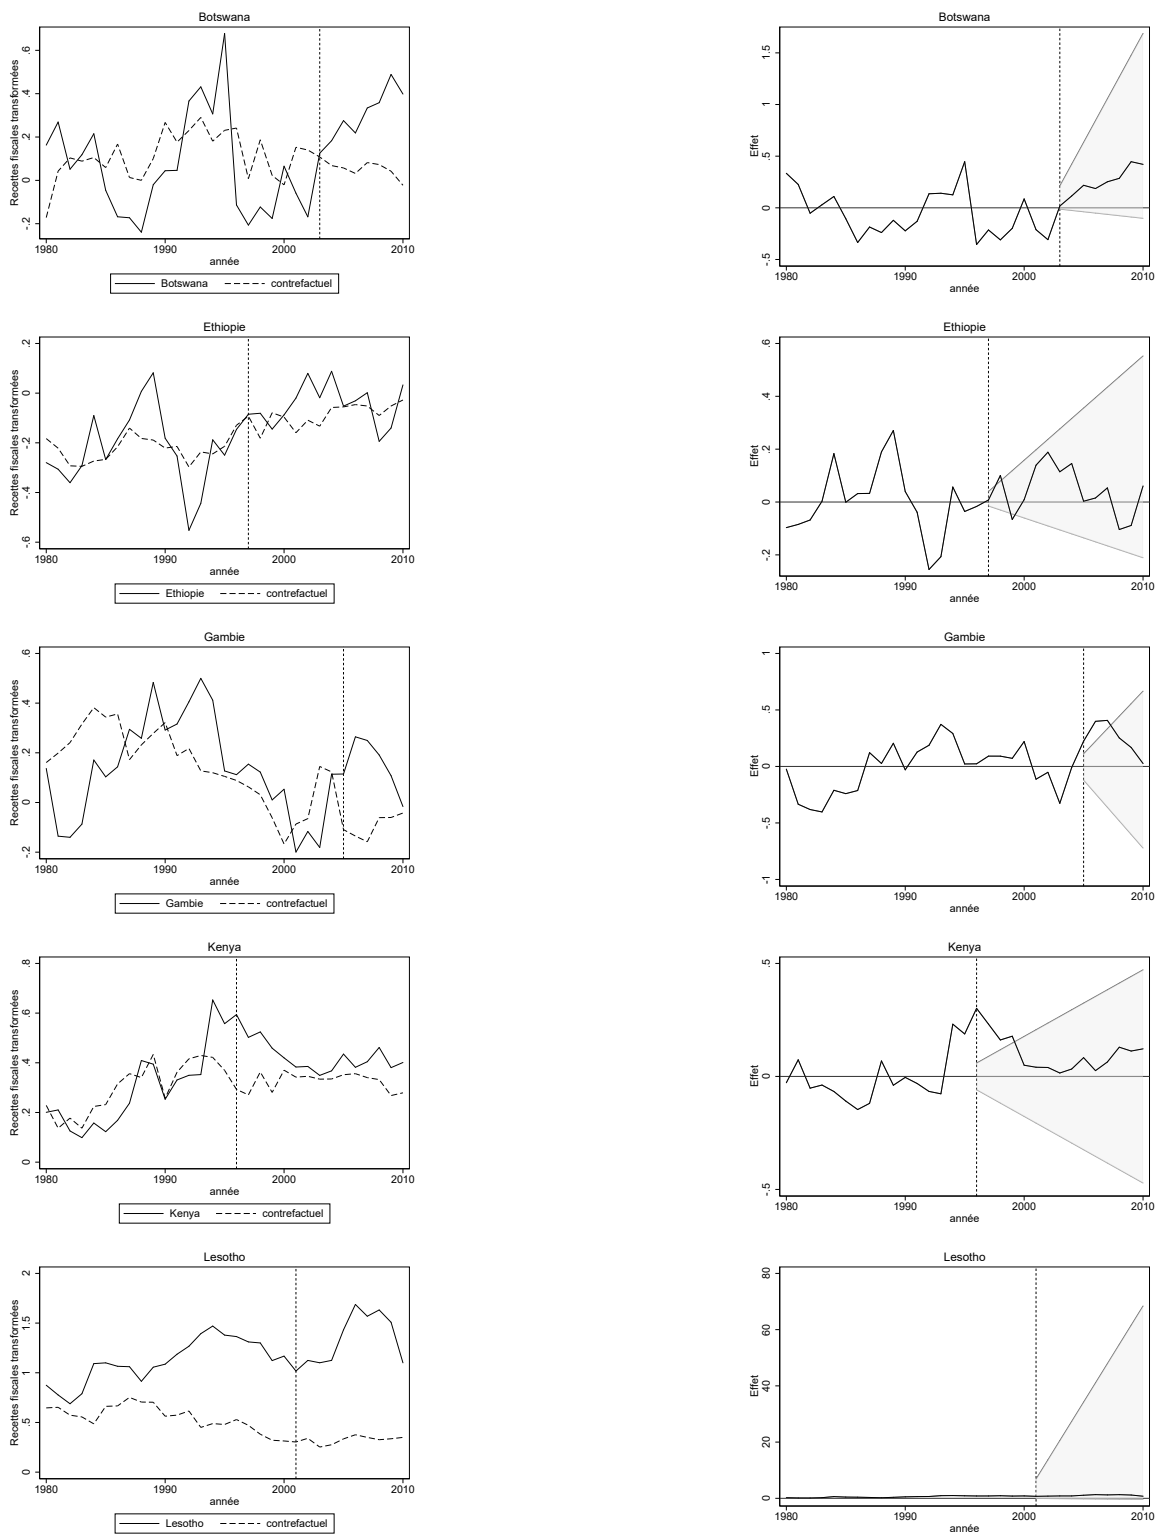 Botswana
Recettes fiscales transformées
-.2 0 .2 .4 .6
1980 1990 2000 2010
année
Botswana contrefactuel
Botswana
Effet
-.5 0 .5 1 1.5
1980 1990 2000 2010
année
Ethiopie
Recettes fiscales transformées
-.6 -.4 -.2 0 .2
1980 1990 2000 2010
année
Ethiopie contrefactuel
Ethiopie
Effet
-.2 0 .2 .4 .6
1980 1990 2000 2010
année
Gambie
Recettes fiscales transformées
-.2 0 .2 .4 .6
1980 1990 2000 2010
année
Gambie contrefactuel
Gambie
Effet
-1 -.5 0 .5 1
1980 1990 2000 2010
année
Kenya
Recettes fiscales transformées
0 .2 .4 .6 .8
1980 1990 2000 2010
année
Kenya contrefactuel
Kenya
Effet
-.5 0 .5
1980 1990 2000 2010
année
Lesotho
Recettes fiscales transformées
0 .5 1 1.5 2
1980 1990 2000 2010
année
Lesotho contrefactuel
Lesotho
Effet
0 20 40 60 80
1980 1990 2000 2010
année